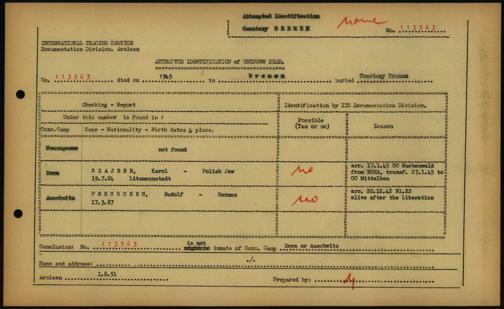 Attempted Identification
Cemetery BREMEN
none
No. 113563
INTERNATIONAL TRACING SERVICE
Documentation Division, Arolsen
ATTEMPTED IDENTIFICATION of UNKNOWN DEAD.
No. 113563 died on 1945 in Bremen buried Cemetery Bremen
Checking - Report
Identification by ITS Documentation Division.
Under this number is found in :
Possible
(Yes or no)
Reason
Conc.Camp Name - Nationality - Birth dates & place.
Neuengamme not found
Dora SZAJBER, Karol - Polish Jew
19.7.24 Litzmannstadt
no
arr. 17.1.45 CC Buchenwald
from RSHA, transf. 27.1.45 to
CC Mittelbau
Auschwitz PREUSCHEN, Rudolf - German
17.3.87
no
arr. 20.12.42
alive after the Liberation
Conclusion: No. 113563 is not inmate of Conc. Camp Dora or Auschwitz
Name and address: ./.
Arolsen 1.8.51 Prepared by: